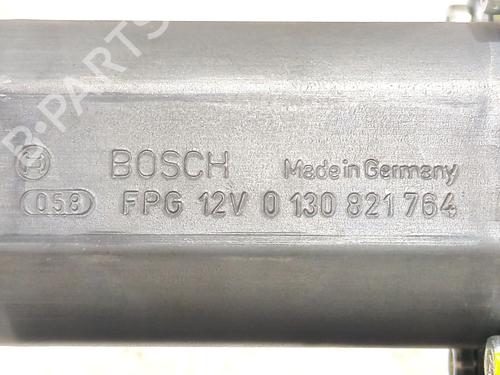 B-PARTS
BOSCH Made in Germany
058 FPG 12V 0 130 821 764